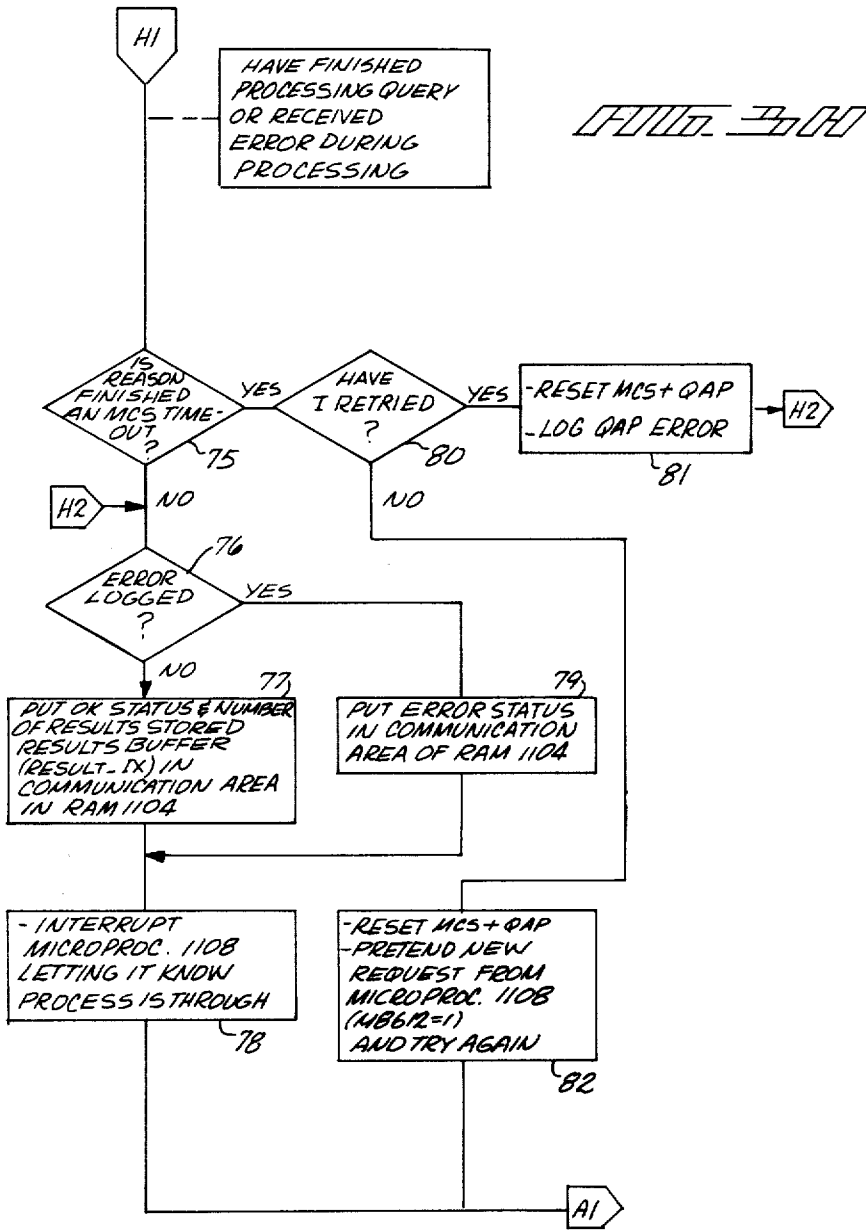 H1
HAVE FINISHED
PROCESSING QUERY
OR RECEIVED
ERROR DURING
PROCESSING
FIG. 3H
IS
REASON
FINISHED
AN MCS TIME-
OUT
?
75
YES
HAVE
I RETRIED
?
80
YES
-RESET MCS+ QAP
-LOG QAP ERROR
81
H2
NO
NO
H2
76
ERROR
LOGGED
?
YES
NO
77
PUT OK STATUS & NUMBER
OF RESULTS STORED
RESULTS BUFFER
(RESULT_IX) IN
COMMUNICATION AREA
IN RAM 1104
79
PUT ERROR STATUS
IN COMMUNICATION
AREA OF RAM 1104
- INTERRUPT
MICROPROC. 1108
LETTING IT KNOW
PROCESS IS THROUGH
78
-RESET MCS+ QAP
-PRETEND NEW
REQUEST FROM
MICROPROC. 1108
(M8612=1)
AND TRY AGAIN
82
A1